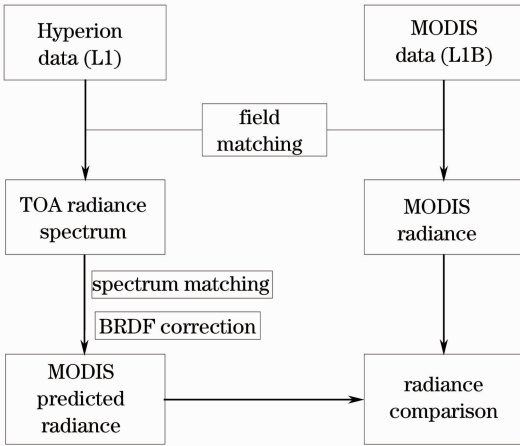 Hyperion
data (L1)
MODIS
data (L1B)
field
matching
TOA radiance
spectrum
MODIS
radiance
spectrum matching
BRDF correction
MODIS
predicted
radiance
radiance
comparison